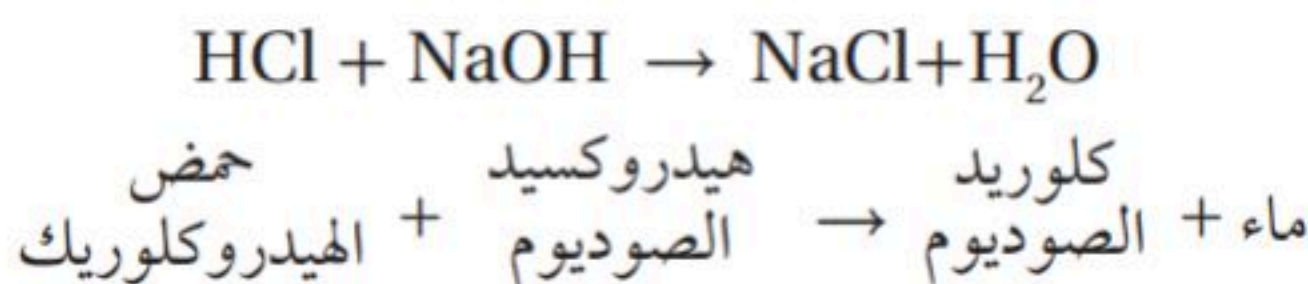 HCl + NaOH → NaCl+H₂O
حمض هيدروكسيد كلوريد
الهيدروكلوريك + الصوديوم → الصوديوم + ماء